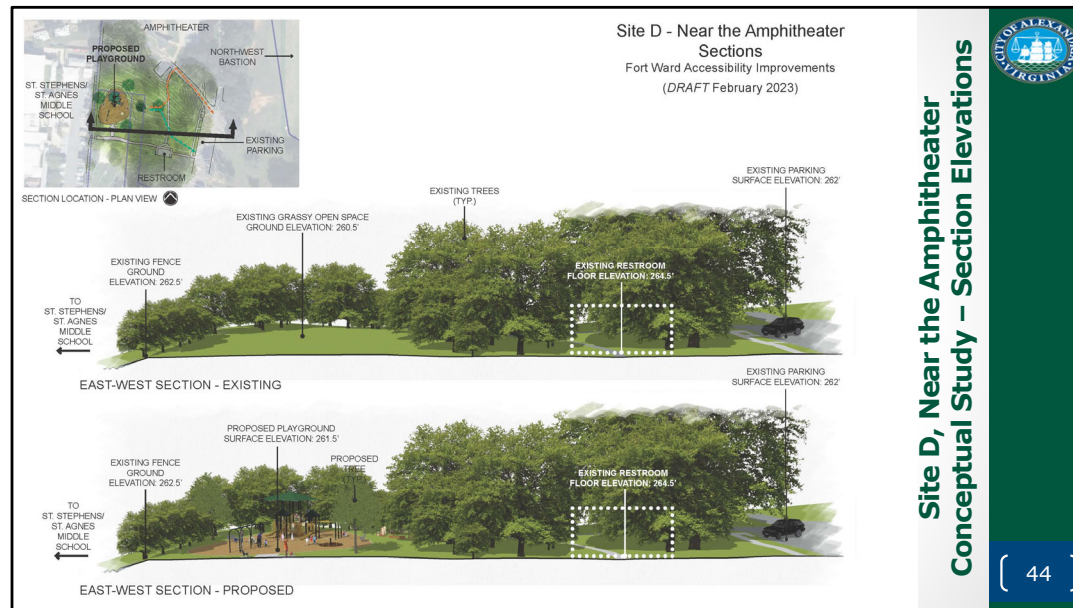 AMPHITHEATER
PROPOSED
PLAYGROUND
NORTHWEST
BASTION
ST. STEPHENS/
ST. AGNES
MIDDLE
SCHOOL
EXISTING
PARKING
RESTROOM
SECTION LOCATION - PLAN VIEW
Site D - Near the Amphitheater
Sections
Fort Ward Accessibility Improvements
(DRAFT February 2023)
EXISTING PARKING
SURFACE ELEVATION: 262'
EXISTING TREES
(TYP.)
EXISTING GRASSY OPEN SPACE
GROUND ELEVATION: 260.5'
EXISTING FENCE
GROUND
ELEVATION: 262.5'
EXISTING RESTROOM
FLOOR ELEVATION: 264.5'
TO
ST. STEPHENS/
ST. AGNES
MIDDLE
SCHOOL
EAST-WEST SECTION - EXISTING
EXISTING PARKING
SURFACE ELEVATION: 262'
PROPOSED PLAYGROUND
SURFACE ELEVATION: 261.5'
PROPOSED
TREE
(TYP.)
EXISTING FENCE
GROUND
ELEVATION: 262.5'
EXISTING RESTROOM
FLOOR ELEVATION: 264.5'
TO
ST. STEPHENS/
ST. AGNES
MIDDLE
SCHOOL
EAST-WEST SECTION - PROPOSED
Site D, Near the Amphitheater
Conceptual Study – Section Elevations
CITY OF ALEXANDRIA
VIRGINIA
[ 44 ]